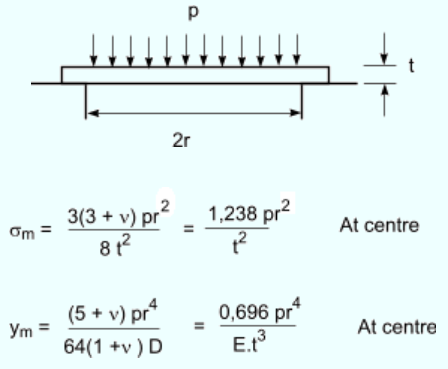 p
t
2r
σm = 3(3 + ν) pr² / 8 t² = 1,238 pr² / t² At centre
ym = (5 + ν) pr⁴ / 64(1 +ν ) D = 0,696 pr⁴ / E.t³ At centre